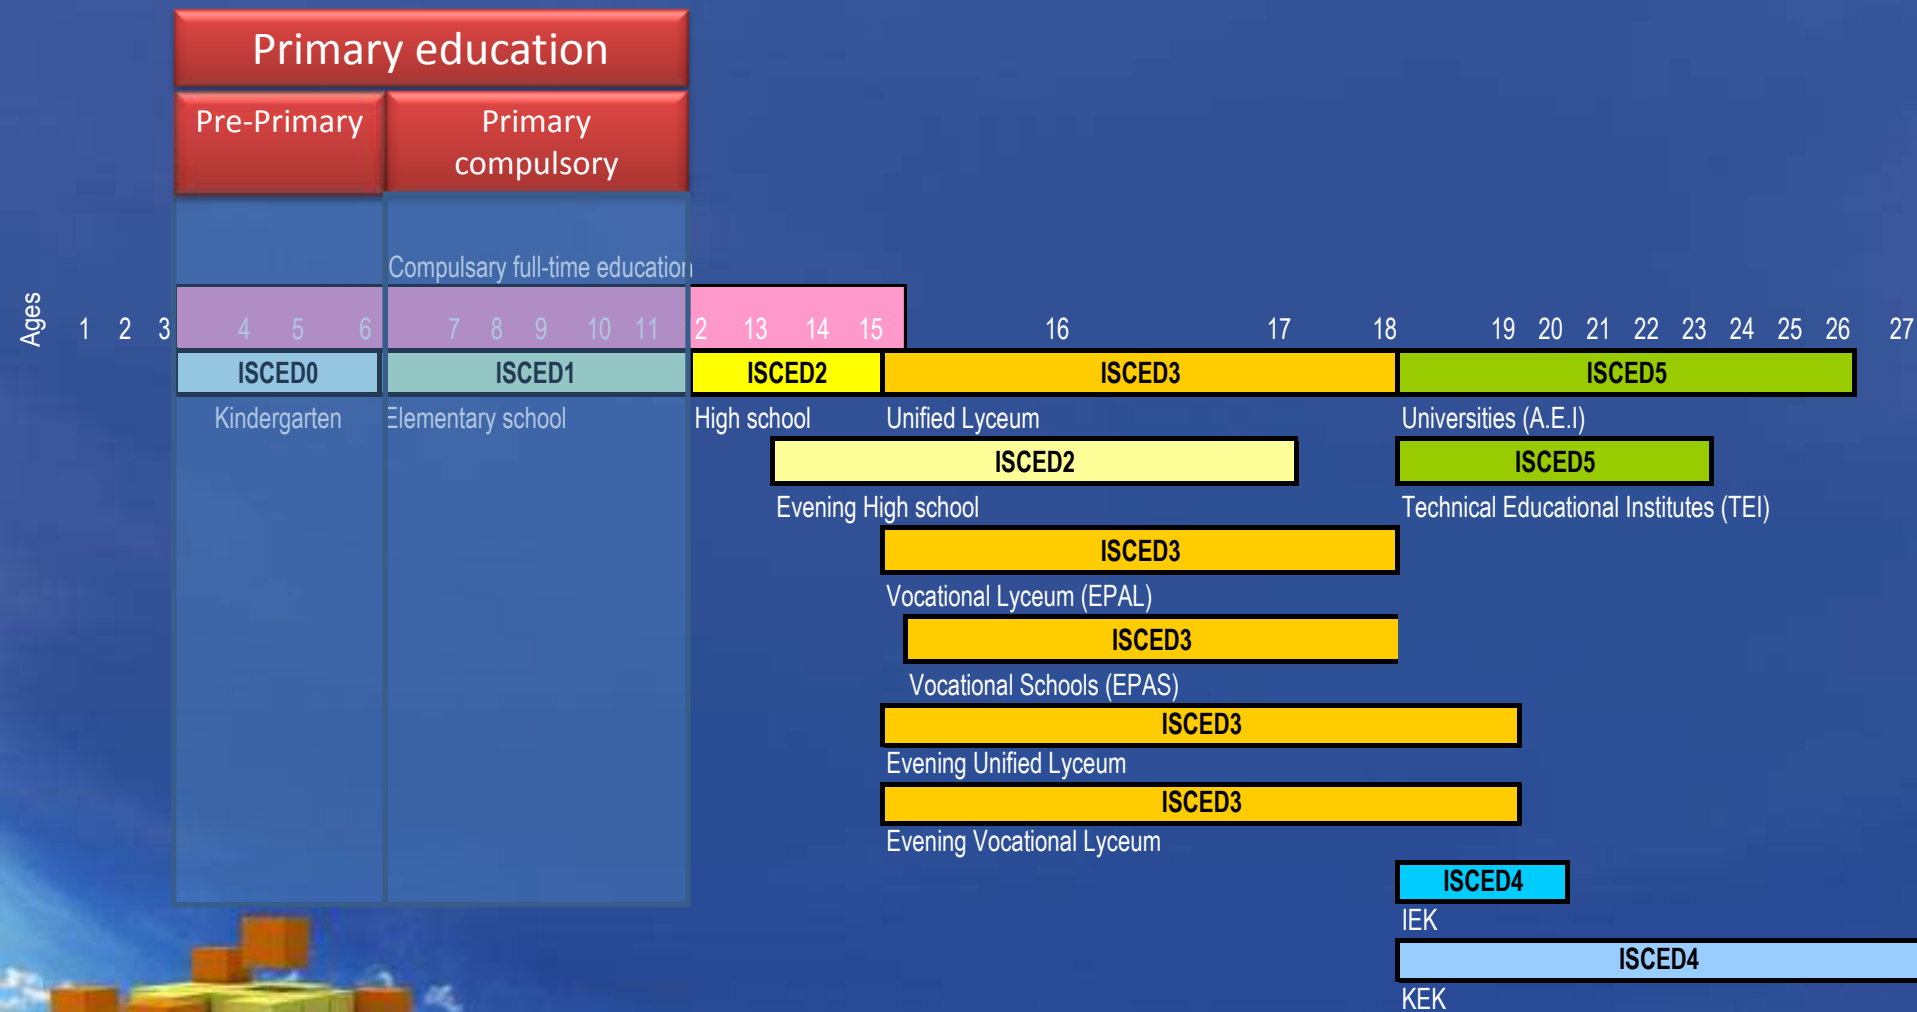 Primary education
Pre-Primary
Primary
compulsory
Compulsary full-time education
Ages 1 2 3 4 5 6 7 8 9 10 11 2 13 14 15 16 17 18 19 20 21 22 23 24 25 26 27
ISCED0 ISCED1 ISCED2 ISCED3 ISCED5
Kindergarten Elementary school High school Unified Lyceum Universities (A.E.I)
ISCED2 ISCED5
Evening High school Technical Educational Institutes (TEI)
ISCED3
Vocational Lyceum (EPAL)
ISCED3
Vocational Schools (EPAS)
ISCED3
Evening Unified Lyceum
ISCED3
Evening Vocational Lyceum
ISCED4
IEK
ISCED4
KEK